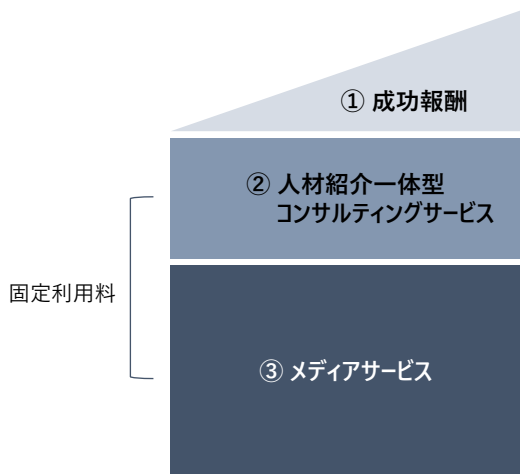 ① 成功報酬
② 人材紹介一体型
コンサルティングサービス
固定利用料
③ メディアサービス